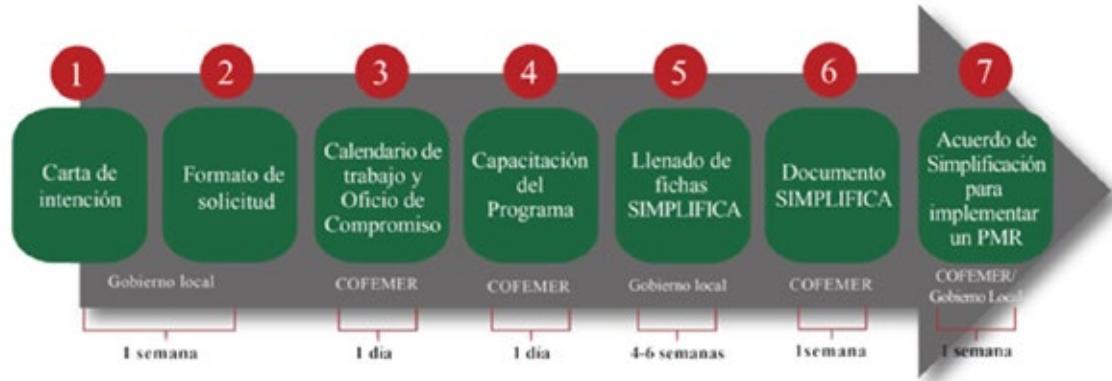 1
2
3
4
5
6
7
Carta de
intención
Formato de
solicitud
Calendario de
trabajo y
Oficio de
Compromiso
Capacitación
del
Programa
Llenado de
fichas
SIMPLIFICA
Documento
SIMPLIFICA
Acuerdo de
Simplificación
para
implementar
un PMR
Gobierno local
COFEMER
COFEMER
Gobierno local
COFEMER
COFEMER/
Gobierno Local
1 semana
1 día
1 día
4-6 semanas
1semana
1 semana